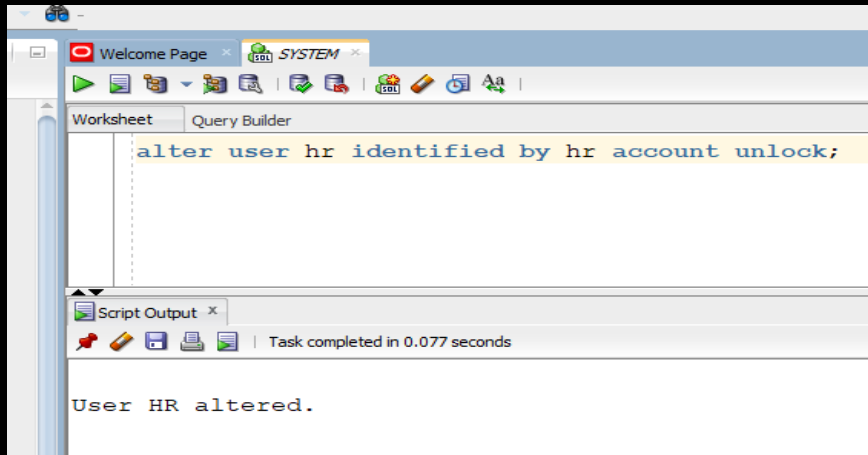 Welcome Page SYSTEM
Worksheet Query Builder
alter user hr identified by hr account unlock;
Script Output
Task completed in 0.077 seconds
User HR altered.